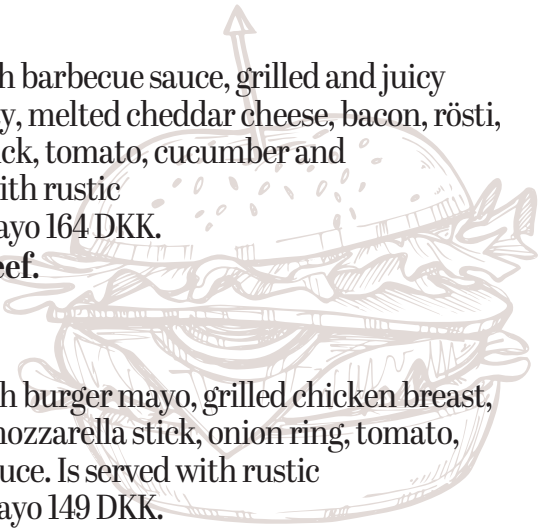 h barbecue sauce, grilled and juicy
y, melted cheddar cheese, bacon, rösti,
ck, tomato, cucumber and
ith rustic
ayo 164 DKK.
eef.
h burger mayo, grilled chicken breast,
mozzarella stick, onion ring, tomato,
uce. Is served with rustic
ayo 149 DKK.